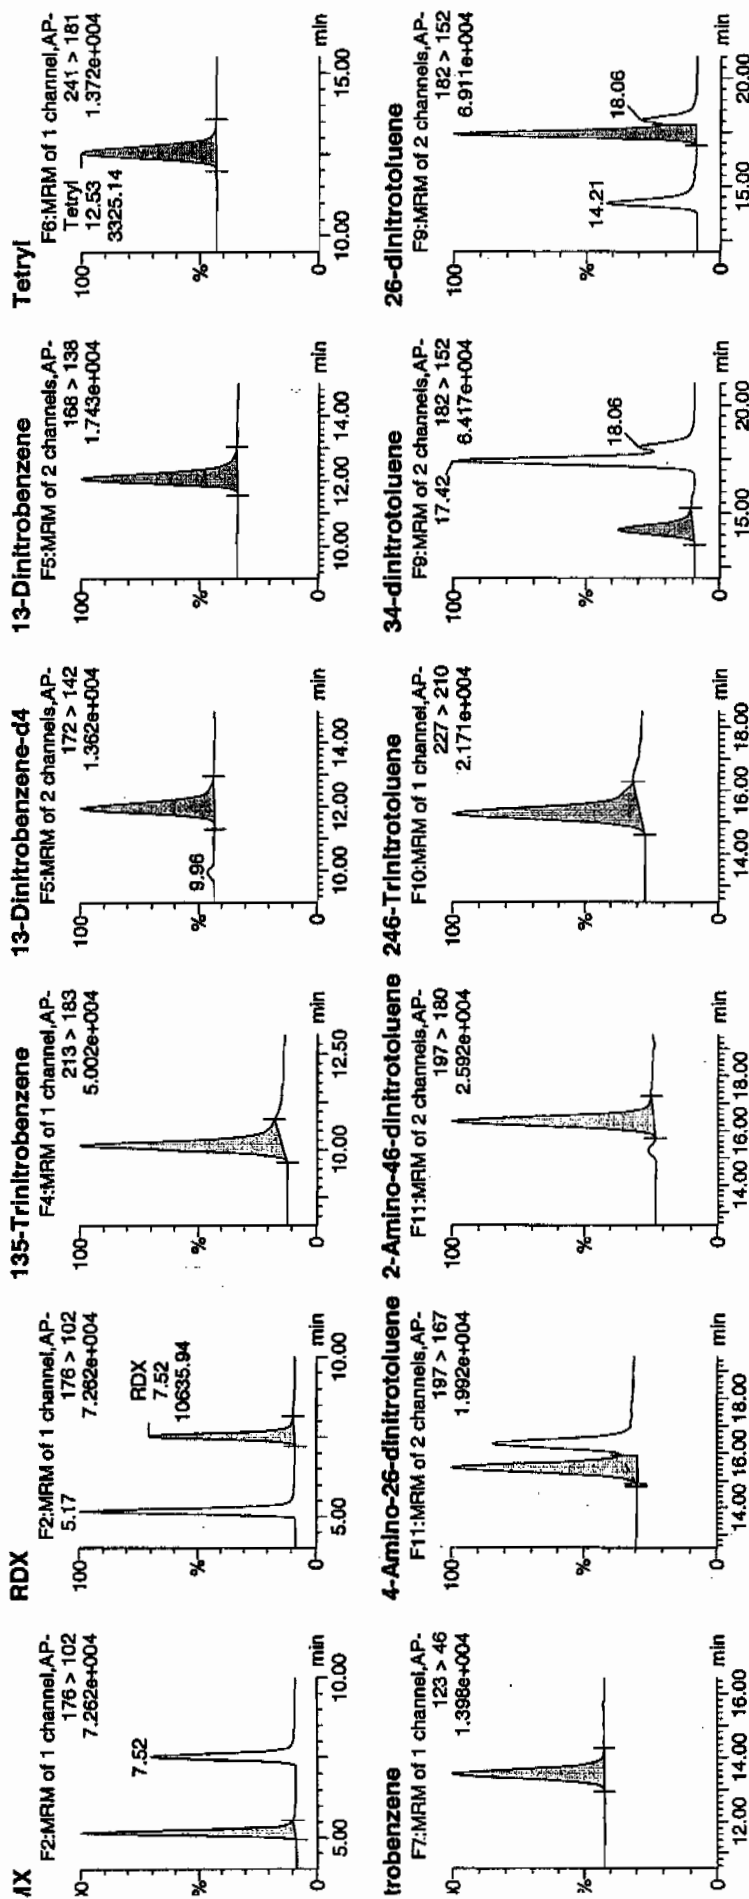 IX
F2:MRM of 1 channel,AP-
176 > 102
7.262e+004
7.52
%
5.00 10.00 min
RDX
F2:MRM of 1 channel,AP-
176 > 102
7.262e+004
100
5.17
RDX
7.52
10635.94
%
0
5.00 10.00 min
135-Trinitrobenzene
F4:MRM of 1 channel,AP-
213 > 183
5.002e+004
100
%
0
10.00 12.50 min
13-Dinitrobenzene-d4
F5:MRM of 2 channels,AP-
172 > 142
1.362e+004
100
%
9.96
0
10.00 12.00 14.00 min
13-Dinitrobenzene
F5:MRM of 2 channels,AP-
168 > 138
1.743e+004
100
%
0
10.00 12.00 14.00 min
Tetryl
F6:MRM of 1 channel,AP-
241 > 181
1.372e+004
100
Tetryl
12.53
3325.14
%
0
10.00 15.00 min
trobenzene
F7:MRM of 1 channel,AP-
123 > 46
1.398e+004
%
12.00 14.00 16.00 min
4-Amino-26-dinitrotoluene
F11:MRM of 2 channels,AP-
197 > 167
1.992e+004
100
%
0
14.00 16.00 18.00 min
2-Amino-46-dinitrotoluene
F11:MRM of 2 channels,AP-
197 > 180
2.592e+004
100
%
0
14.00 16.00 18.00 min
246-Trinitrotoluene
F10:MRM of 1 channel,AP-
227 > 210
2.171e+004
100
%
0
14.00 16.00 18.00 min
34-dinitrotoluene
F9:MRM of 2 channels,AP-
182 > 152
6.417e+004
100
17.42
18.06
%
0
15.00 20.00 min
26-dinitrotoluene
F9:MRM of 2 channels,AP-
182 > 152
6.911e+004
100
14.21
18.06
%
0
15.00 20.00 min